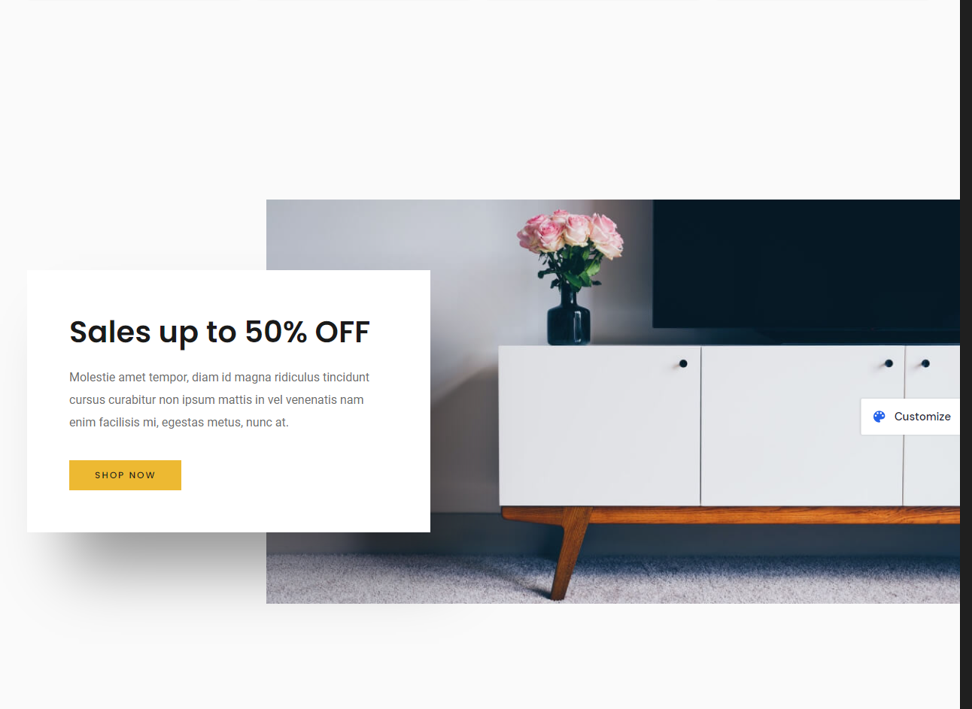 Sales up to 50% OFF
Molestie amet tempor, diam id magna ridiculus tincidunt
cursus curabitur non ipsum mattis in vel venenatis nam
enim facilisis mi, egestas metus, nunc at.
SHOP NOW
Customize